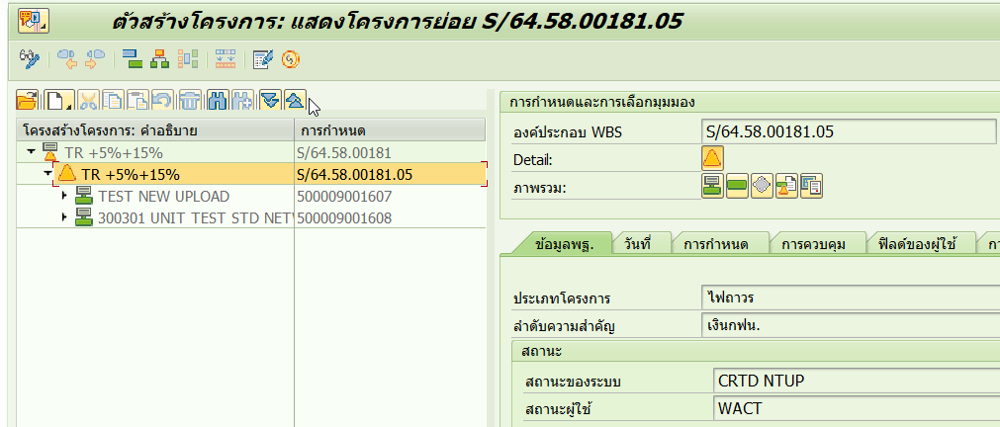 ตัวสร้างโครงการ: แสดงโครงการย่อย S/64.58.00181.05
โครงสร้างโครงการ: คำอธิบาย การกำหนด
TR +5%+15% S/64.58.00181
TR +5%+15% S/64.58.00181.05
TEST NEW UPLOAD 500009001607
300301 UNIT TEST STD NETV 500009001608
การกำหนดและการเลือกมุมมอง
องค์ประกอบ WBS S/64.58.00181.05
Detail:
ภาพรวม:
ข้อมูลพฐ. วันที่ การกำหนด การควบคุม ฟิลด์ของผู้ใช้ กา
ประเภทโครงการ ไฟถาวร
ลำดับความสำคัญ เงินกฟน.
สถานะ
สถานะของระบบ CRTD NTUP
สถานะผู้ใช้ WACT